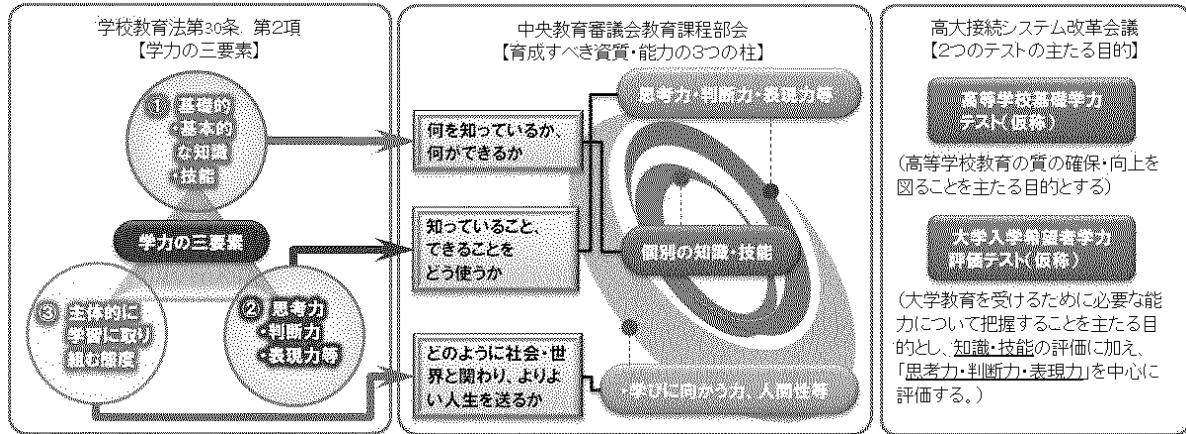 学校教育法第30条 第2項
【学力の三要素】
① 基礎的
・基本的
な知識
・技能
学力の三要素
③ 主体的に
学習に取り
組む態度
② 思考力
・判断力
・表現力等
中央教育審議会教育課程部会
【育成すべき資質・能力の3つの柱】
何を知っているか、
何ができるか
知っていること、
できることを
どう使うか
どのように社会・世
界と関わり、よりよ
い人生を送るか
思考力・判断力・表現力等
個別の知識・技能
・学びに向かう力、人間性等
高大接続システム改革会議
【2つのテストの主たる目的】
高等学校基礎学力
テスト(仮称)
(高等学校教育の質の確保・向上を
図ることを主たる目的とする)
大学入学希望者学力
評価テスト(仮称)
(大学教育を受けるために必要な能
力について把握することを主たる目
的とし、知識・技能の評価に加え、
「思考力・判断力・表現力」を中心に
評価する。)